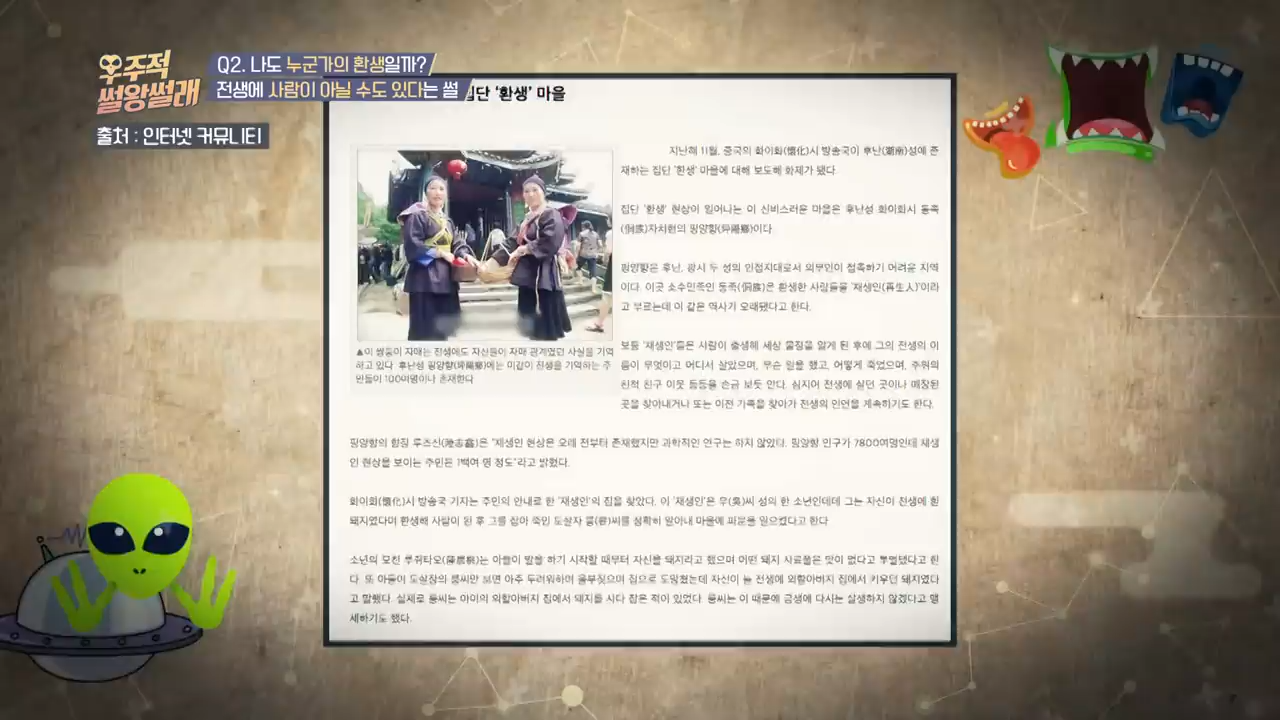 우주적
썰왕썰래
Q2. 나도 누군가의 환생일까?
전생에 사람이 아닐 수도 있다는 썰
출처 : 인터넷 커뮤니티
집단 ‘환생’ 마을
지난해 11월, 중국의 화이화(懷化)시 방송국이 후난(湖南)성에 존
재하는 집단 ‘환생’ 마을에 대해 보도해 화제가 됐다.
집단 ‘환생’ 현상이 일어나는 이 신비스러운 마을은 후난성 화이화시 동족
(侗族)자치현의 핑양향(坪陽鄉)이다.
핑양향은 후난, 광시 두 성의 인접지대로서 외부인이 접촉하기 어려운 지역
이다. 이곳 소수민족인 동족(侗族)은 환생한 사람들을 ‘재생인(再生人)’이라
고 부르는데 이 같은 역사가 오래됐다고 한다.
보통 ‘재생인’들은 사람이 출생해 세상 물정을 알게 된 후에 그의 전생의 이
름이 무엇이고 어디서 살았으며, 무슨 일을 했고, 어떻게 죽었으며, 주위의
친척 친구 이웃 등등을 손금 보듯 안다. 심지어 전생에 살던 곳이나 매장된
곳을 찾아내거나 또는 이전 가족을 찾아가 전생의 인연을 계속하기도 한다.
▲이 쌍둥이 자매는 전생에도 자신들이 자매 관계였던 사실을 기억
하고 있다. 후난성 핑양향(坪陽鄉)에는 이같이 전생을 기억하는 주
민들이 100여명이나 존재한다.
핑양향의 향장 루즈신(陸志鑫)은 “재생인 현상은 오래 전부터 존재했지만 과학적인 연구는 하지 않았다. 핑양향 인구가 7800여명인데 재생
인 현상을 보이는 주민은 1백여 명 정도”라고 밝혔다.
화이화(懷化)시 방송국 기자는 주민의 안내로 한 ‘재생인’의 집을 찾았다. 이 ‘재생인’은 우(吳)씨 성의 한 소년인데 그는 자신이 전생에
돼지였다며 환생해 사람이 된 후 그를 잡아 죽인 도살자 씨를 정확히 알아내 마을에 파문을 일으켰다고 한다
소년의 모친 루쥐타오는 아들이 말을 하기 시작할 때부터 자신을 돼지라고 했으며 어떤 돼지 사료풀은 맛이 없다고 투덜댔다고 한
다. 또 아들이 도살장의 씨만 보면 아주 두려워하며 울부짖으며 집으로 도망쳤는데 자신이 늘 전생에 외할아버지 집에서 키우던 돼지였다
고 말했다. 실제로 씨는 아이의 외할아버지 집에서 돼지를 사다 잡은 적이 있었다. 씨는 이 때문에 금생에 다시는 살생하지 않겠다고 맹
세하기도 했다.